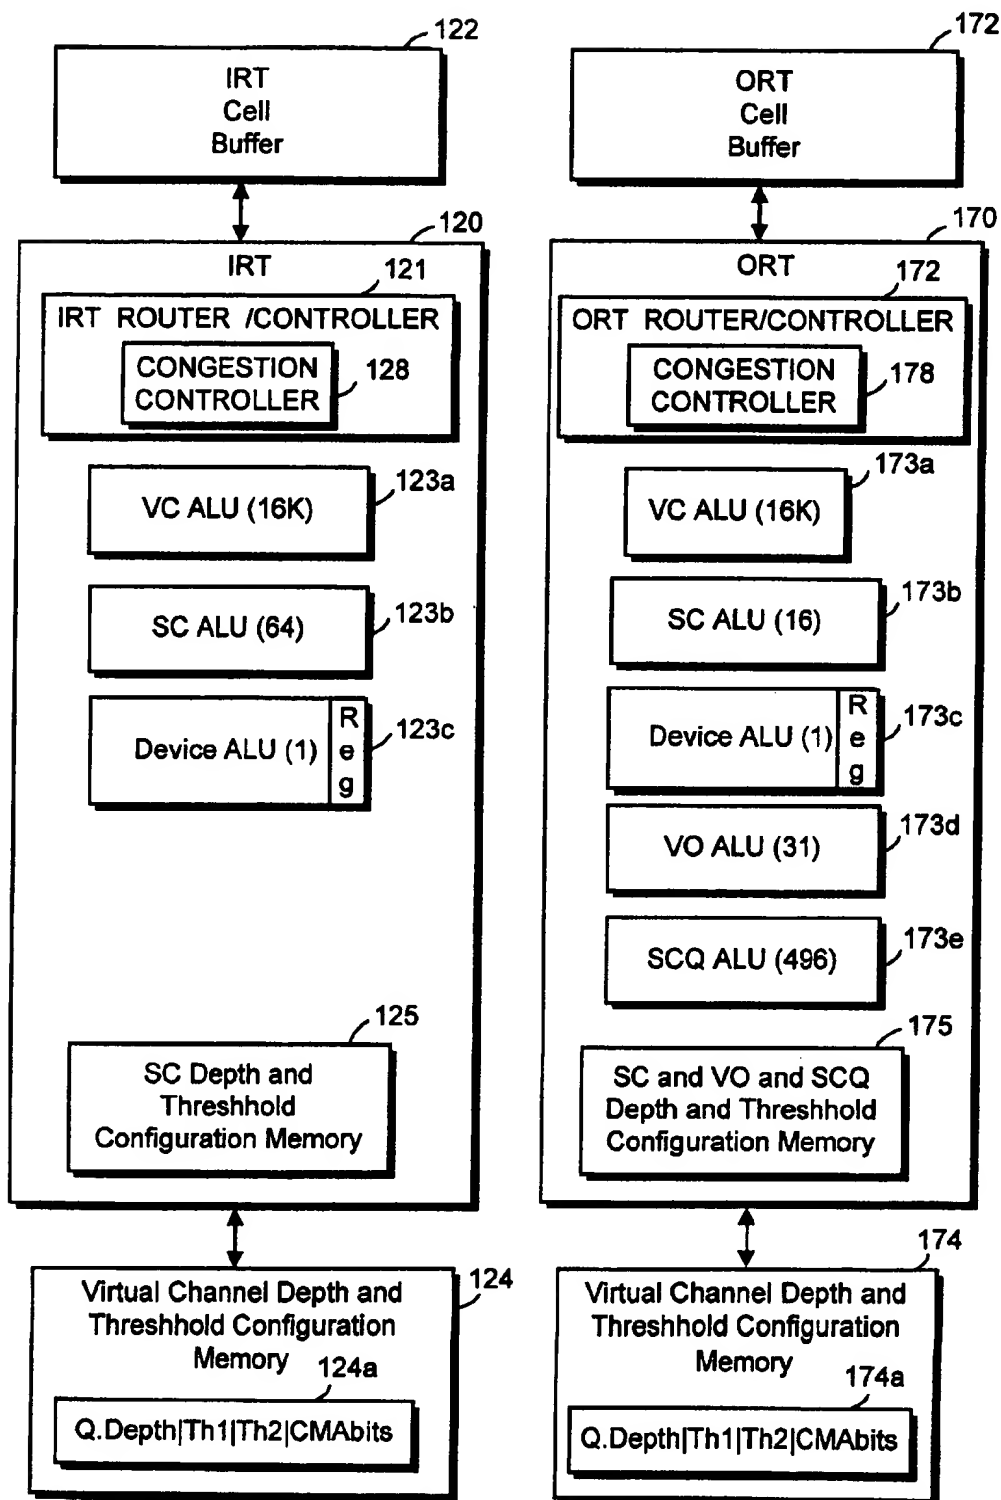 122
IRT
Cell
Buffer
120
IRT
121
IRT ROUTER /CONTROLLER
CONGESTION
CONTROLLER
128
VC ALU (16K)
123a
SC ALU (64)
123b
Device ALU (1)
Reg
123c
125
SC Depth and
Threshhold
Configuration Memory
Virtual Channel Depth and
Threshhold Configuration
Memory
124
124a
Q.Depth|Th1|Th2|CMAbits
172
ORT
Cell
Buffer
170
ORT
172
ORT ROUTER/CONTROLLER
CONGESTION
CONTROLLER
178
173a
VC ALU (16K)
173b
SC ALU (16)
Device ALU (1)
Reg
173c
VO ALU (31)
173d
SCQ ALU (496)
173e
175
SC and VO and SCQ
Depth and Threshhold
Configuration Memory
174
Virtual Channel Depth and
Threshhold Configuration
Memory
174a
Q.Depth|Th1|Th2|CMAbits